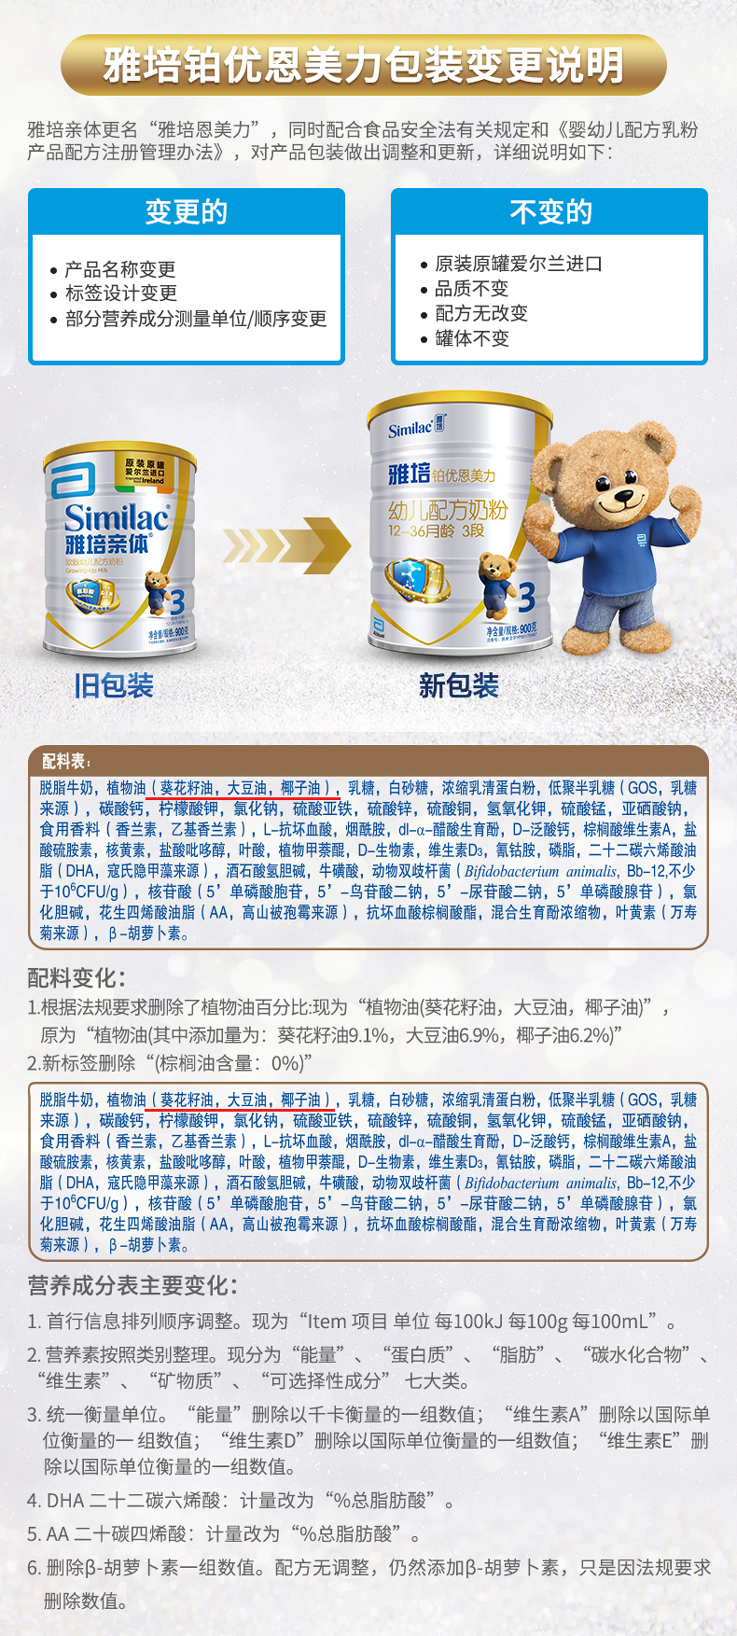 雅培铂优恩美力包装变更说明
雅培亲体更名“雅培恩美力”，同时配合食品安全法有关规定和《婴幼儿配方乳粉
产品配方注册管理办法》，对产品包装做出调整和更新，详细说明如下：
变更的
• 产品名称变更
• 标签设计变更
• 部分营养成分测量单位/顺序变更
不变的
• 原装原罐爱尔兰进口
• 品质不变
• 配方无改变
• 罐体不变
原装原罐
爱尔兰进口
Ireland
Similac
雅培亲体
欧版幼儿配方奶粉
Growing-Up Milk
3
净含量/规格:900克
旧包装
Similac 雅培
雅培 铂优恩美力
幼儿配方奶粉
12-36月龄 3段
3
Abbott
净含量/规格:900克
新包装
配料表：
脱脂牛奶，植物油（葵花籽油，大豆油，椰子油），乳糖，白砂糖，浓缩乳清蛋白粉，低聚半乳糖（GOS，乳糖
来源），碳酸钙，柠檬酸钾，氯化钠，硫酸亚铁，硫酸锌，硫酸铜，氢氧化钾，硫酸锰，亚硒酸钠，
食用香料（香兰素，乙基香兰素），L-抗坏血酸，烟酰胺，dl-α-醋酸生育酚，D-泛酸钙，棕榈酸维生素A，盐
酸硫胺素，核黄素，盐酸吡哆醇，叶酸，植物甲萘醌，D-生物素，维生素D3，氰钴胺，磷脂，二十二碳六烯酸油
脂（DHA，寇氏隐甲藻来源），酒石酸氢胆碱，牛磺酸，动物双歧杆菌（Bifidobacterium animalis, Bb-12,不少
于10⁶CFU/g），核苷酸（5’单磷酸胞苷，5’-鸟苷酸二钠，5’-尿苷酸二钠，5’单磷酸腺苷），氯
化胆碱，花生四烯酸油脂（AA，高山被孢霉来源），抗坏血酸棕榈酸酯，混合生育酚浓缩物，叶黄素（万寿
菊来源），β-胡萝卜素。
配料变化：
1.根据法规要求删除了植物油百分比:现为“植物油(葵花籽油，大豆油，椰子油)”，
原为“植物油(其中添加量为：葵花籽油9.1%，大豆油6.9%，椰子油6.2%)”
2.新标签删除“(棕榈油含量：0%)”
脱脂牛奶，植物油（葵花籽油，大豆油，椰子油），乳糖，白砂糖，浓缩乳清蛋白粉，低聚半乳糖（GOS，乳糖
来源），碳酸钙，柠檬酸钾，氯化钠，硫酸亚铁，硫酸锌，硫酸铜，氢氧化钾，硫酸锰，亚硒酸钠，
食用香料（香兰素，乙基香兰素），L-抗坏血酸，烟酰胺，dl-α-醋酸生育酚，D-泛酸钙，棕榈酸维生素A，盐
酸硫胺素，核黄素，盐酸吡哆醇，叶酸，植物甲萘醌，D-生物素，维生素D3，氰钴胺，磷脂，二十二碳六烯酸油
脂（DHA，寇氏隐甲藻来源），酒石酸氢胆碱，牛磺酸，动物双歧杆菌（Bifidobacterium animalis, Bb-12,不少
于10⁶CFU/g），核苷酸（5’单磷酸胞苷，5’-鸟苷酸二钠，5’-尿苷酸二钠，5’单磷酸腺苷），氯
化胆碱，花生四烯酸油脂（AA，高山被孢霉来源），抗坏血酸棕榈酸酯，混合生育酚浓缩物，叶黄素（万寿
菊来源），β-胡萝卜素。
营养成分表主要变化：
1. 首行信息排列顺序调整。现为“Item 项目 单位 每100kJ 每100g 每100mL”。
2. 营养素按照类别整理。现分为“能量”、“蛋白质”、“脂肪”、“碳水化合物”、
“维生素”、“矿物质”、“可选择性成分” 七大类。
3. 统一衡量单位。“能量”删除以千卡衡量的一组数值；“维生素A”删除以国际单
位衡量的一 组数值；“维生素D”删除以国际单位衡量的一组数值；“维生素E”删
除以国际单位衡量的一组数值。
4. DHA 二十二碳六烯酸：计量改为“%总脂肪酸”。
5. AA 二十碳四烯酸：计量改为“%总脂肪酸”。
6. 删除β-胡萝卜素一组数值。配方无调整，仍然添加β-胡萝卜素，只是因法规要求
删除数值。